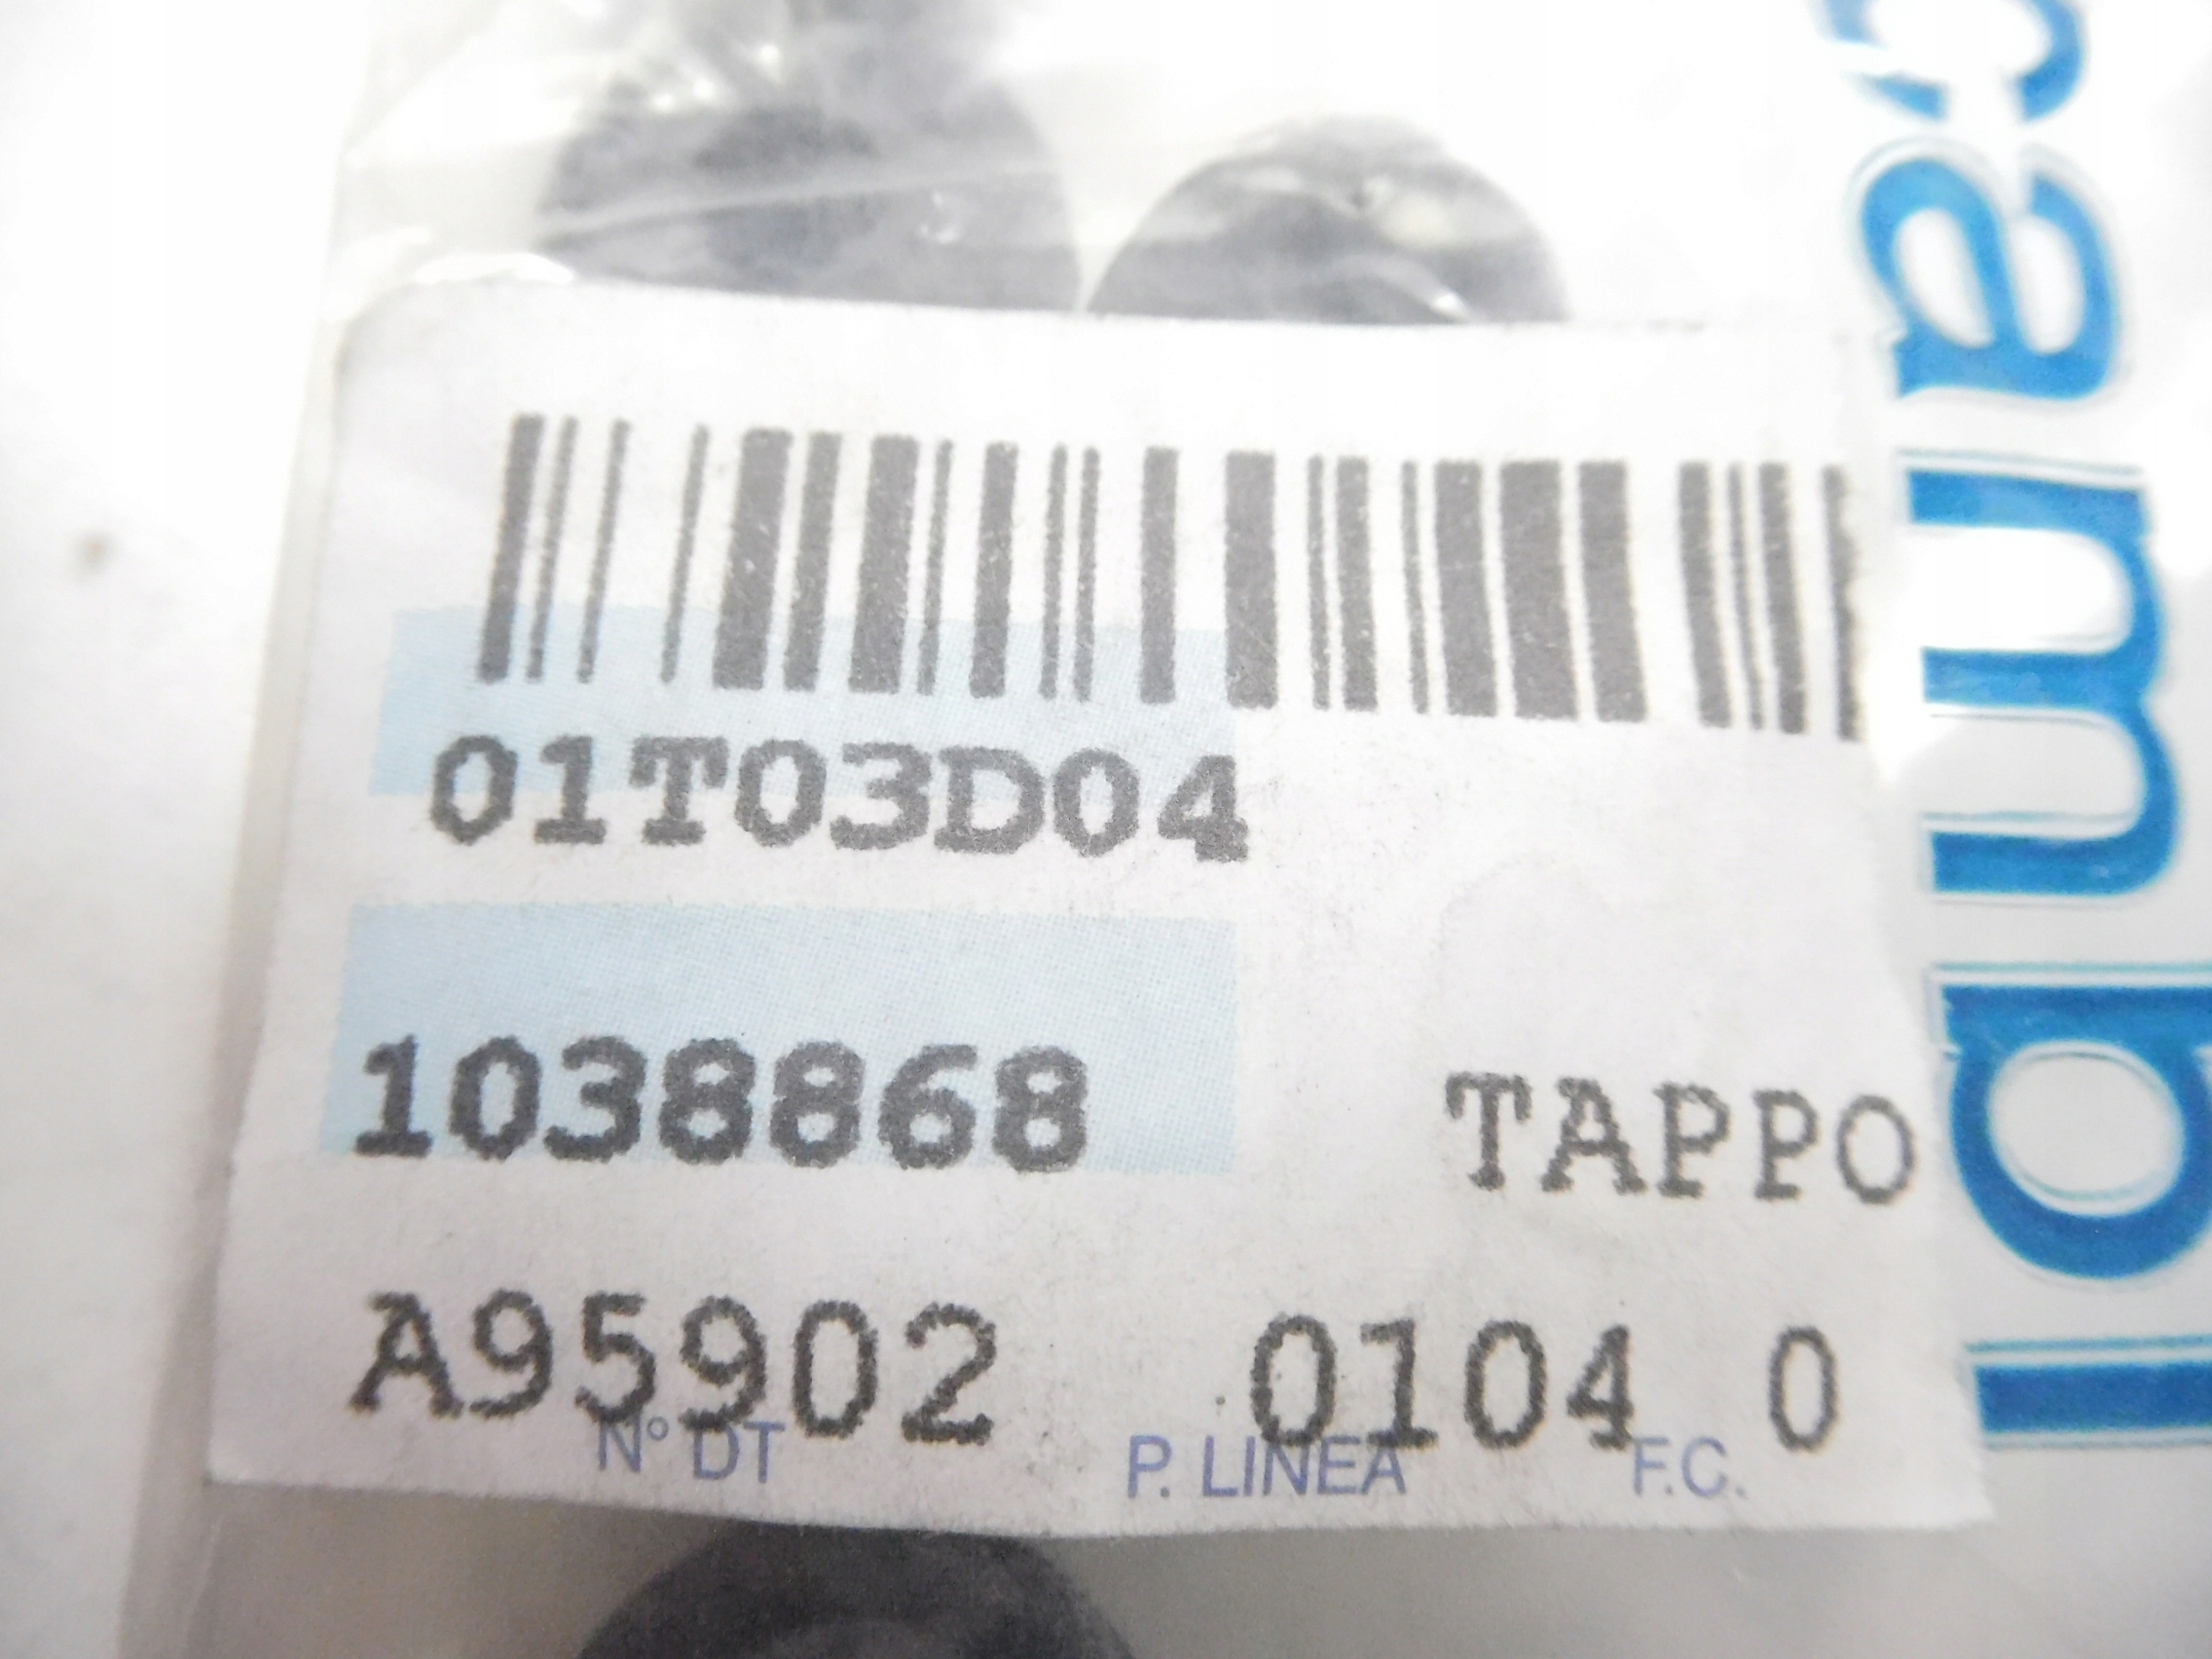 01T03D04
1038868 TAPPO
A95902 0104 0
N° DT P. LINEA F.C.